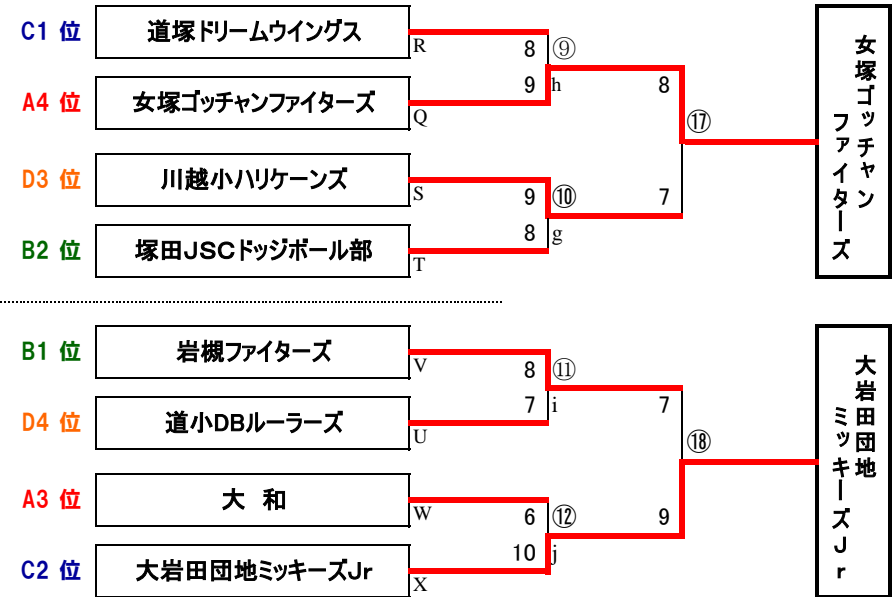 C1 位 道塚ドリームウイングス
R
8 ⑨
A4 位 女塚ゴッチャンファイターズ
Q
9 h
8
⑰
7
D3 位 川越小ハリケーンズ
S
9 ⑩
B2 位 塚田JSCドッジボール部
T
8 g
女塚ゴッチャン
ファイターズ
B1 位 岩槻ファイターズ
V
8 ⑪
D4 位 道小DBルーラーズ
U
7 i
7
⑱
9
A3 位 大 和
W
6 ⑫
C2 位 大岩田団地ミッキーズJr
X
10 j
大岩田団地
ミッキーズJr